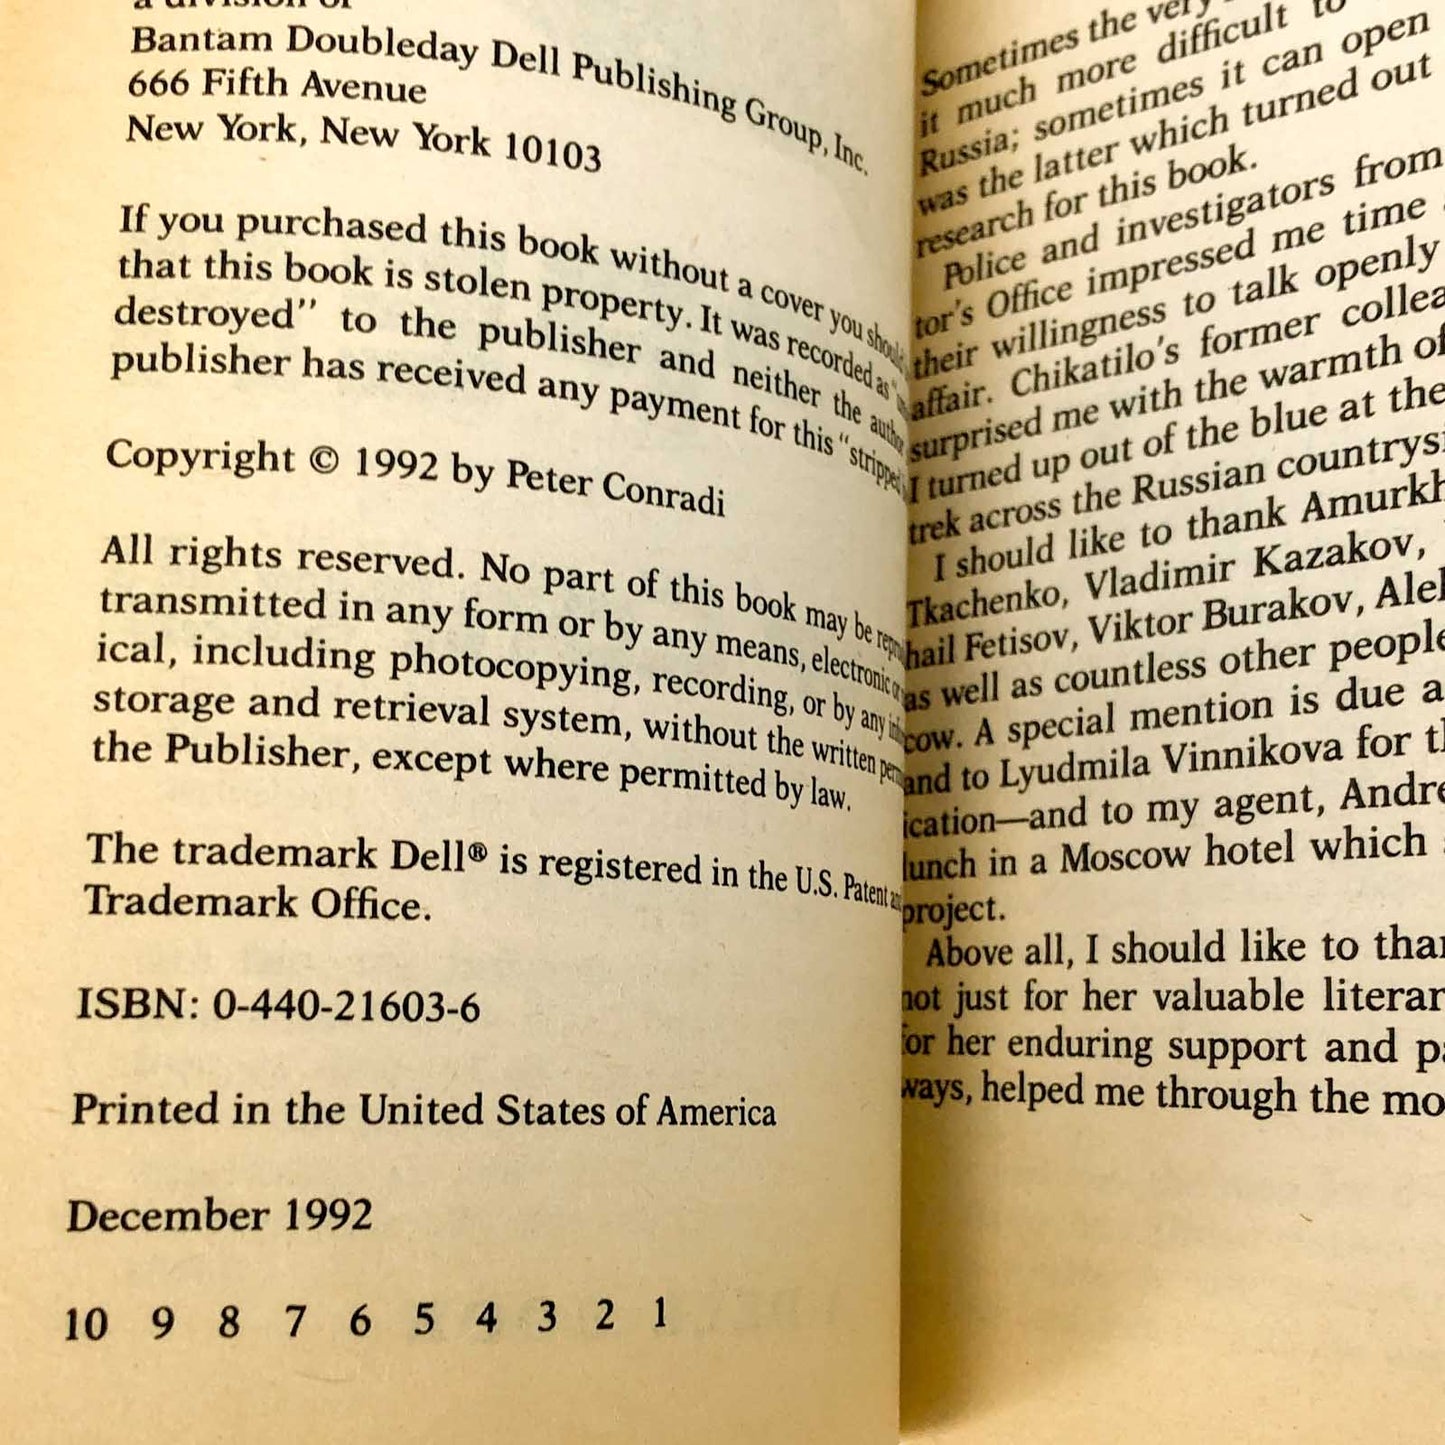 a division of
Bantam Doubleday Dell Publishing Group, Inc.
666 Fifth Avenue
New York, New York 10103
If you purchased this book without a cover you should
that this book is stolen property. It was recorded as
destroyed" to the publisher and neither the author
publisher has received any payment for this "stripped
Copyright © 1992 by Peter Conradi
All rights reserved. No part of this book may be
transmitted in any form or by any means, electronic or
ical, including photocopying, recording, or by any
storage and retrieval system, without the written
the Publisher, except where permitted by law.
The trademark Dell® is registered in the U.S. Patent
Trademark Office.
ISBN: 0-440-21603-6
Printed in the United States of America
December 1992
10 9 8 7 6 5 4 3 2 1
Sometimes the very
it much more difficult to
Russia; sometimes it can open
was the latter which turned out
research for this book.
Police and investigators from
tor's Office impressed me time
their willingness to talk openly
affair. Chikatilo's former collea
surprised me with the warmth of
I turned up out of the blue at the
trek across the Russian countrysi
I should like to thank Amurkh
Tkachenko, Vladimir Kazakov,
hail Fetisov, Viktor Burakov, Alek
as well as countless other people
cow. A special mention is due a
and to Lyudmila Vinnikova for th
ication—and to my agent, Andre
lunch in a Moscow hotel which
project.
Above all, I should like to than
not just for her valuable literar
for her enduring support and pa
ways, helped me through the mo